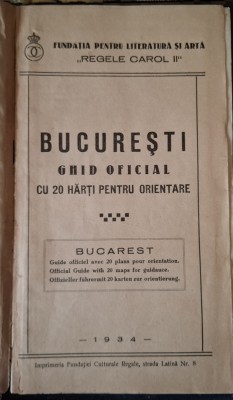 FUNDAȚIA PENTRU LITERATURĂ ȘI ARTĂ
„REGELE CAROL II"
BUCUREȘTI
GHID OFICIAL
CU 20 HĂRȚI PENTRU ORIENTARE
BUCAREST
Guide officiel avec 20 plans pour orientation.
Official Guide with 20 maps for guidance.
Offizieller führermit 20 karten zur orientierung.
— 1934 —
Imprimeria Fundației Culturale Regale, strada Latină Nr. 8